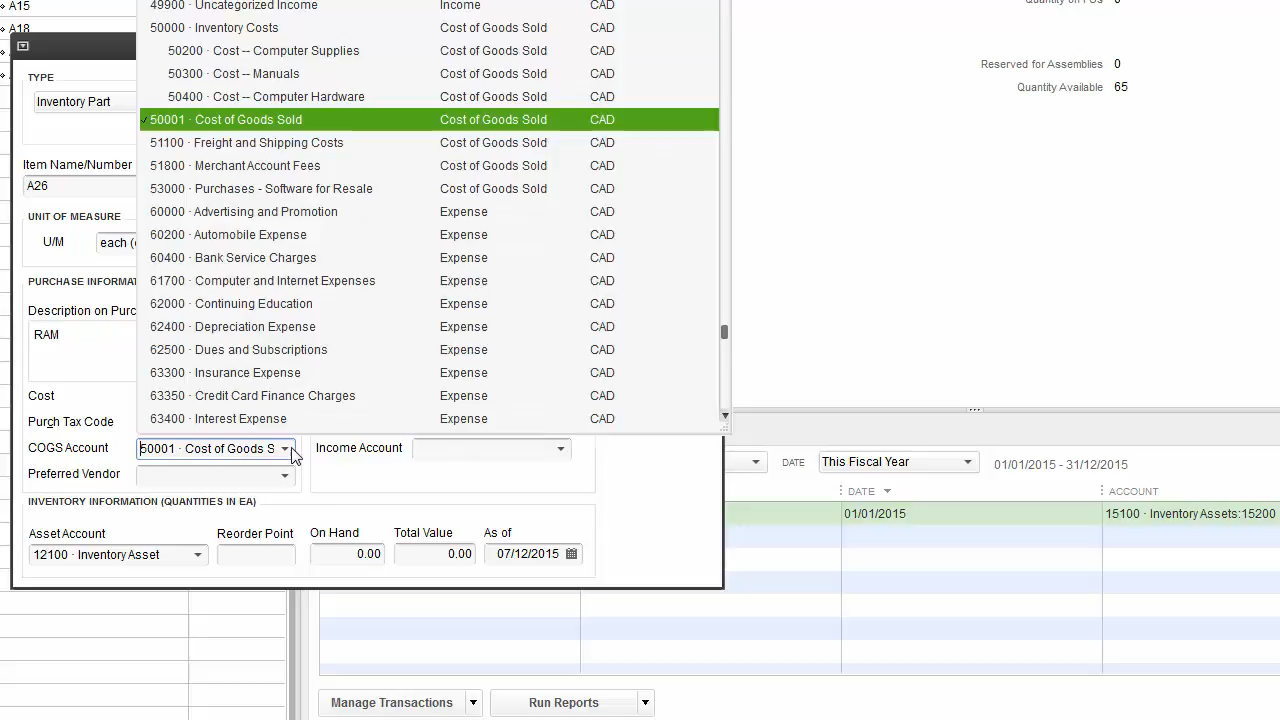 A15
A18
49900 · Uncategorized Income Income CAD
50000 · Inventory Costs Cost of Goods Sold CAD
50200 · Cost -- Computer Supplies Cost of Goods Sold CAD
50300 · Cost -- Manuals Cost of Goods Sold CAD
50400 · Cost -- Computer Hardware Cost of Goods Sold CAD
✓ 50001 · Cost of Goods Sold Cost of Goods Sold CAD
51100 · Freight and Shipping Costs Cost of Goods Sold CAD
51800 · Merchant Account Fees Cost of Goods Sold CAD
53000 · Purchases - Software for Resale Cost of Goods Sold CAD
60000 · Advertising and Promotion Expense CAD
60200 · Automobile Expense Expense CAD
60400 · Bank Service Charges Expense CAD
61700 · Computer and Internet Expenses Expense CAD
62000 · Continuing Education Expense CAD
62400 · Depreciation Expense Expense CAD
62500 · Dues and Subscriptions Expense CAD
63300 · Insurance Expense Expense CAD
63350 · Credit Card Finance Charges Expense CAD
63400 · Interest Expense Expense CAD
Reserved for Assemblies 0
Quantity Available 65
TYPE
Inventory Part
Item Name/Number
A26
UNIT OF MEASURE
U/M each (
PURCHASE INFORMAT
Description on Purc
RAM
Cost
Purch Tax Code
COGS Account 50001 · Cost of Goods S
Income Account
Preferred Vendor
INVENTORY INFORMATION (QUANTITIES IN EA)
Asset Account Reorder Point On Hand Total Value As of
12100 · Inventory Asset 0.00 0.00 07/12/2015
DATE This Fiscal Year 01/01/2015 - 31/12/2015
DATE ACCOUNT
01/01/2015 15100 · Inventory Assets:15200
Manage Transactions Run Reports